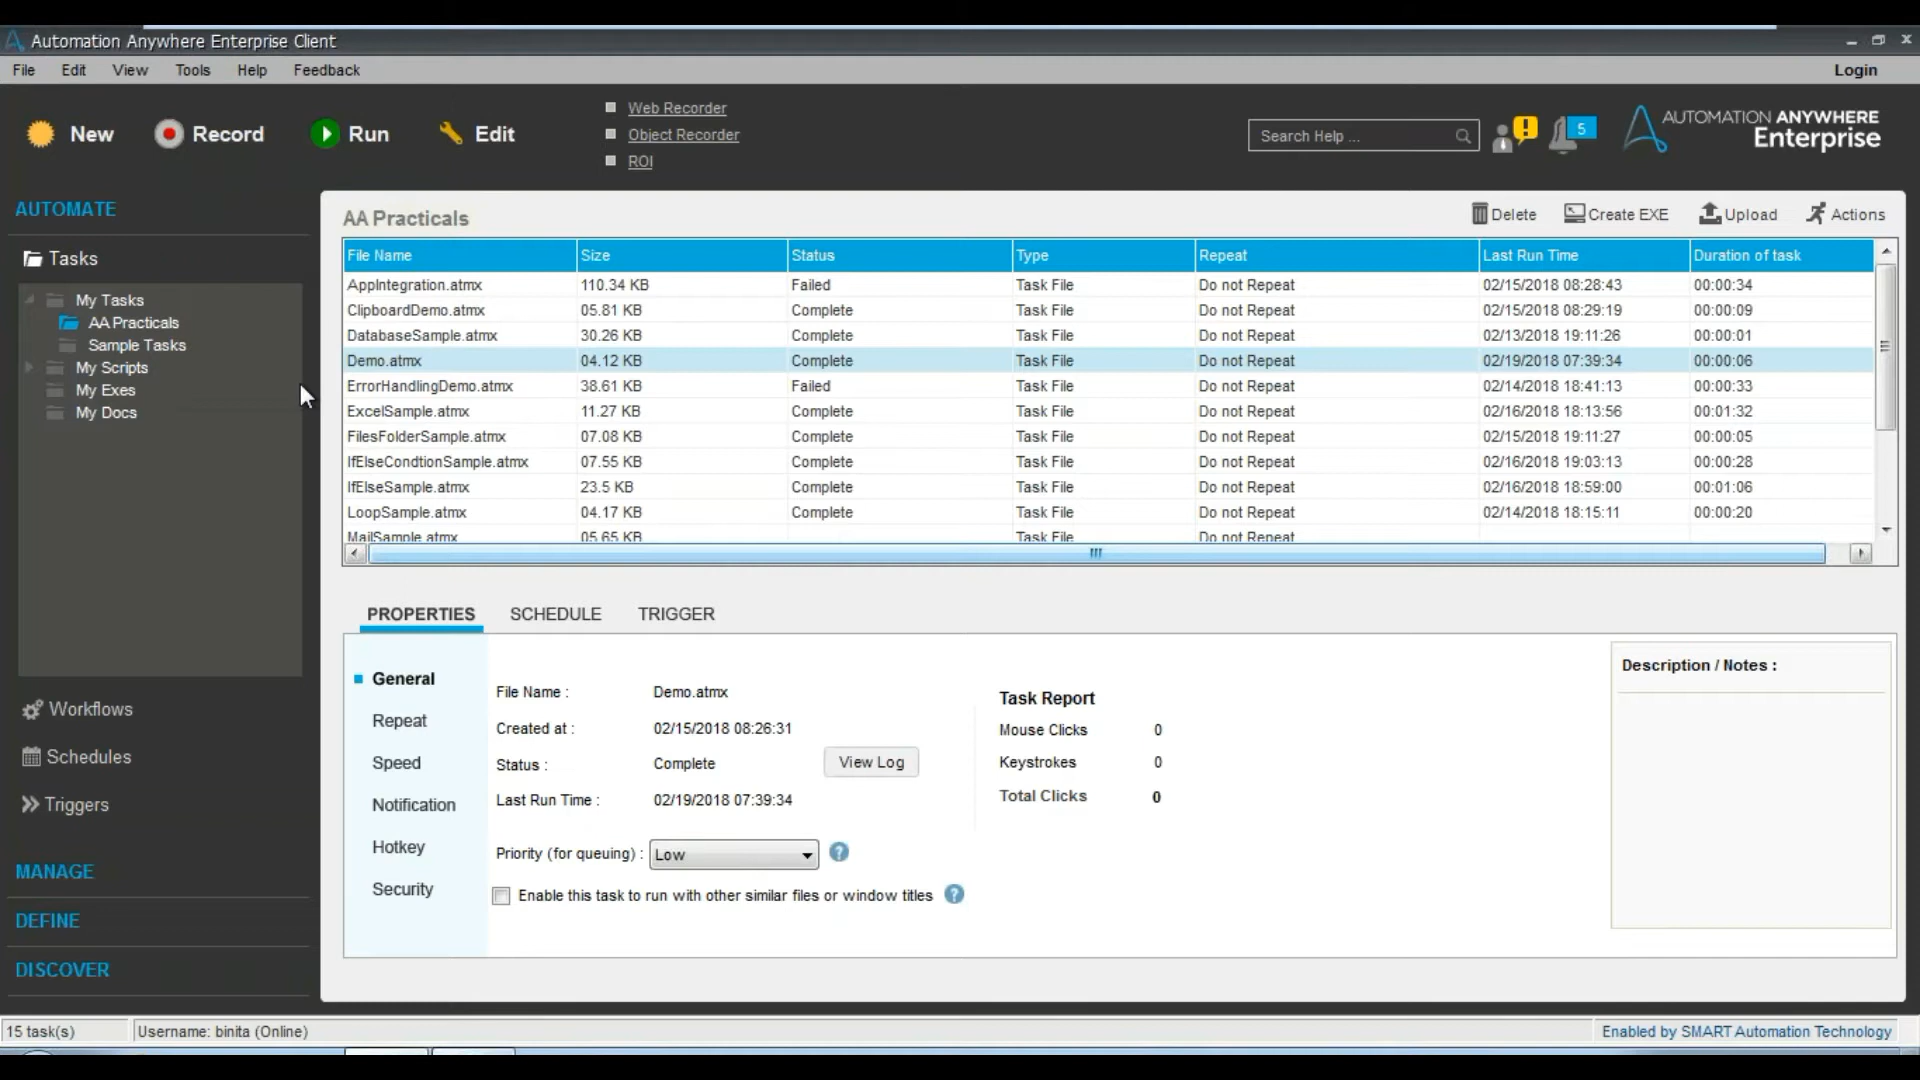 Automation Anywhere Enterprise Client
File Edit View Tools Help Feedback Login
New Record Run Edit
Web Recorder
Object Recorder
ROI
Search Help ...
5
AUTOMATION ANYWHERE
Enterprise
AUTOMATE
Tasks
My Tasks
AA Practicals
Sample Tasks
My Scripts
My Exes
My Docs
Workflows
Schedules
Triggers
MANAGE
DEFINE
DISCOVER
AA Practicals
Delete Create EXE Upload Actions
File Name Size Status Type Repeat Last Run Time Duration of task
AppIntegration.atmx 110.34 KB Failed Task File Do not Repeat 02/15/2018 08:28:43 00:00:34
ClipboardDemo.atmx 05.81 KB Complete Task File Do not Repeat 02/15/2018 08:29:19 00:00:09
DatabaseSample.atmx 30.26 KB Complete Task File Do not Repeat 02/13/2018 19:11:26 00:00:01
Demo.atmx 04.12 KB Complete Task File Do not Repeat 02/19/2018 07:39:34 00:00:06
ErrorHandlingDemo.atmx 38.61 KB Failed Task File Do not Repeat 02/14/2018 18:41:13 00:00:33
ExcelSample.atmx 11.27 KB Complete Task File Do not Repeat 02/16/2018 18:13:56 00:01:32
FilesFolderSample.atmx 07.08 KB Complete Task File Do not Repeat 02/15/2018 19:11:27 00:00:05
IfElseCondtionSample.atmx 07.55 KB Complete Task File Do not Repeat 02/16/2018 19:03:13 00:00:28
IfElseSample.atmx 23.5 KB Complete Task File Do not Repeat 02/16/2018 18:59:00 00:01:06
LoopSample.atmx 04.17 KB Complete Task File Do not Repeat 02/14/2018 18:15:11 00:00:20
MailSample.atmx 05.65 KB Task File Do not Repeat
PROPERTIES SCHEDULE TRIGGER
General
Repeat
Speed
Notification
Hotkey
Security
File Name : Demo.atmx
Created at : 02/15/2018 08:26:31
Status : Complete View Log
Last Run Time : 02/19/2018 07:39:34
Priority (for queuing) : Low
Enable this task to run with other similar files or window titles
Task Report
Mouse Clicks 0
Keystrokes 0
Total Clicks 0
Description / Notes :
15 task(s) Username: binita (Online) Enabled by SMART Automation Technology